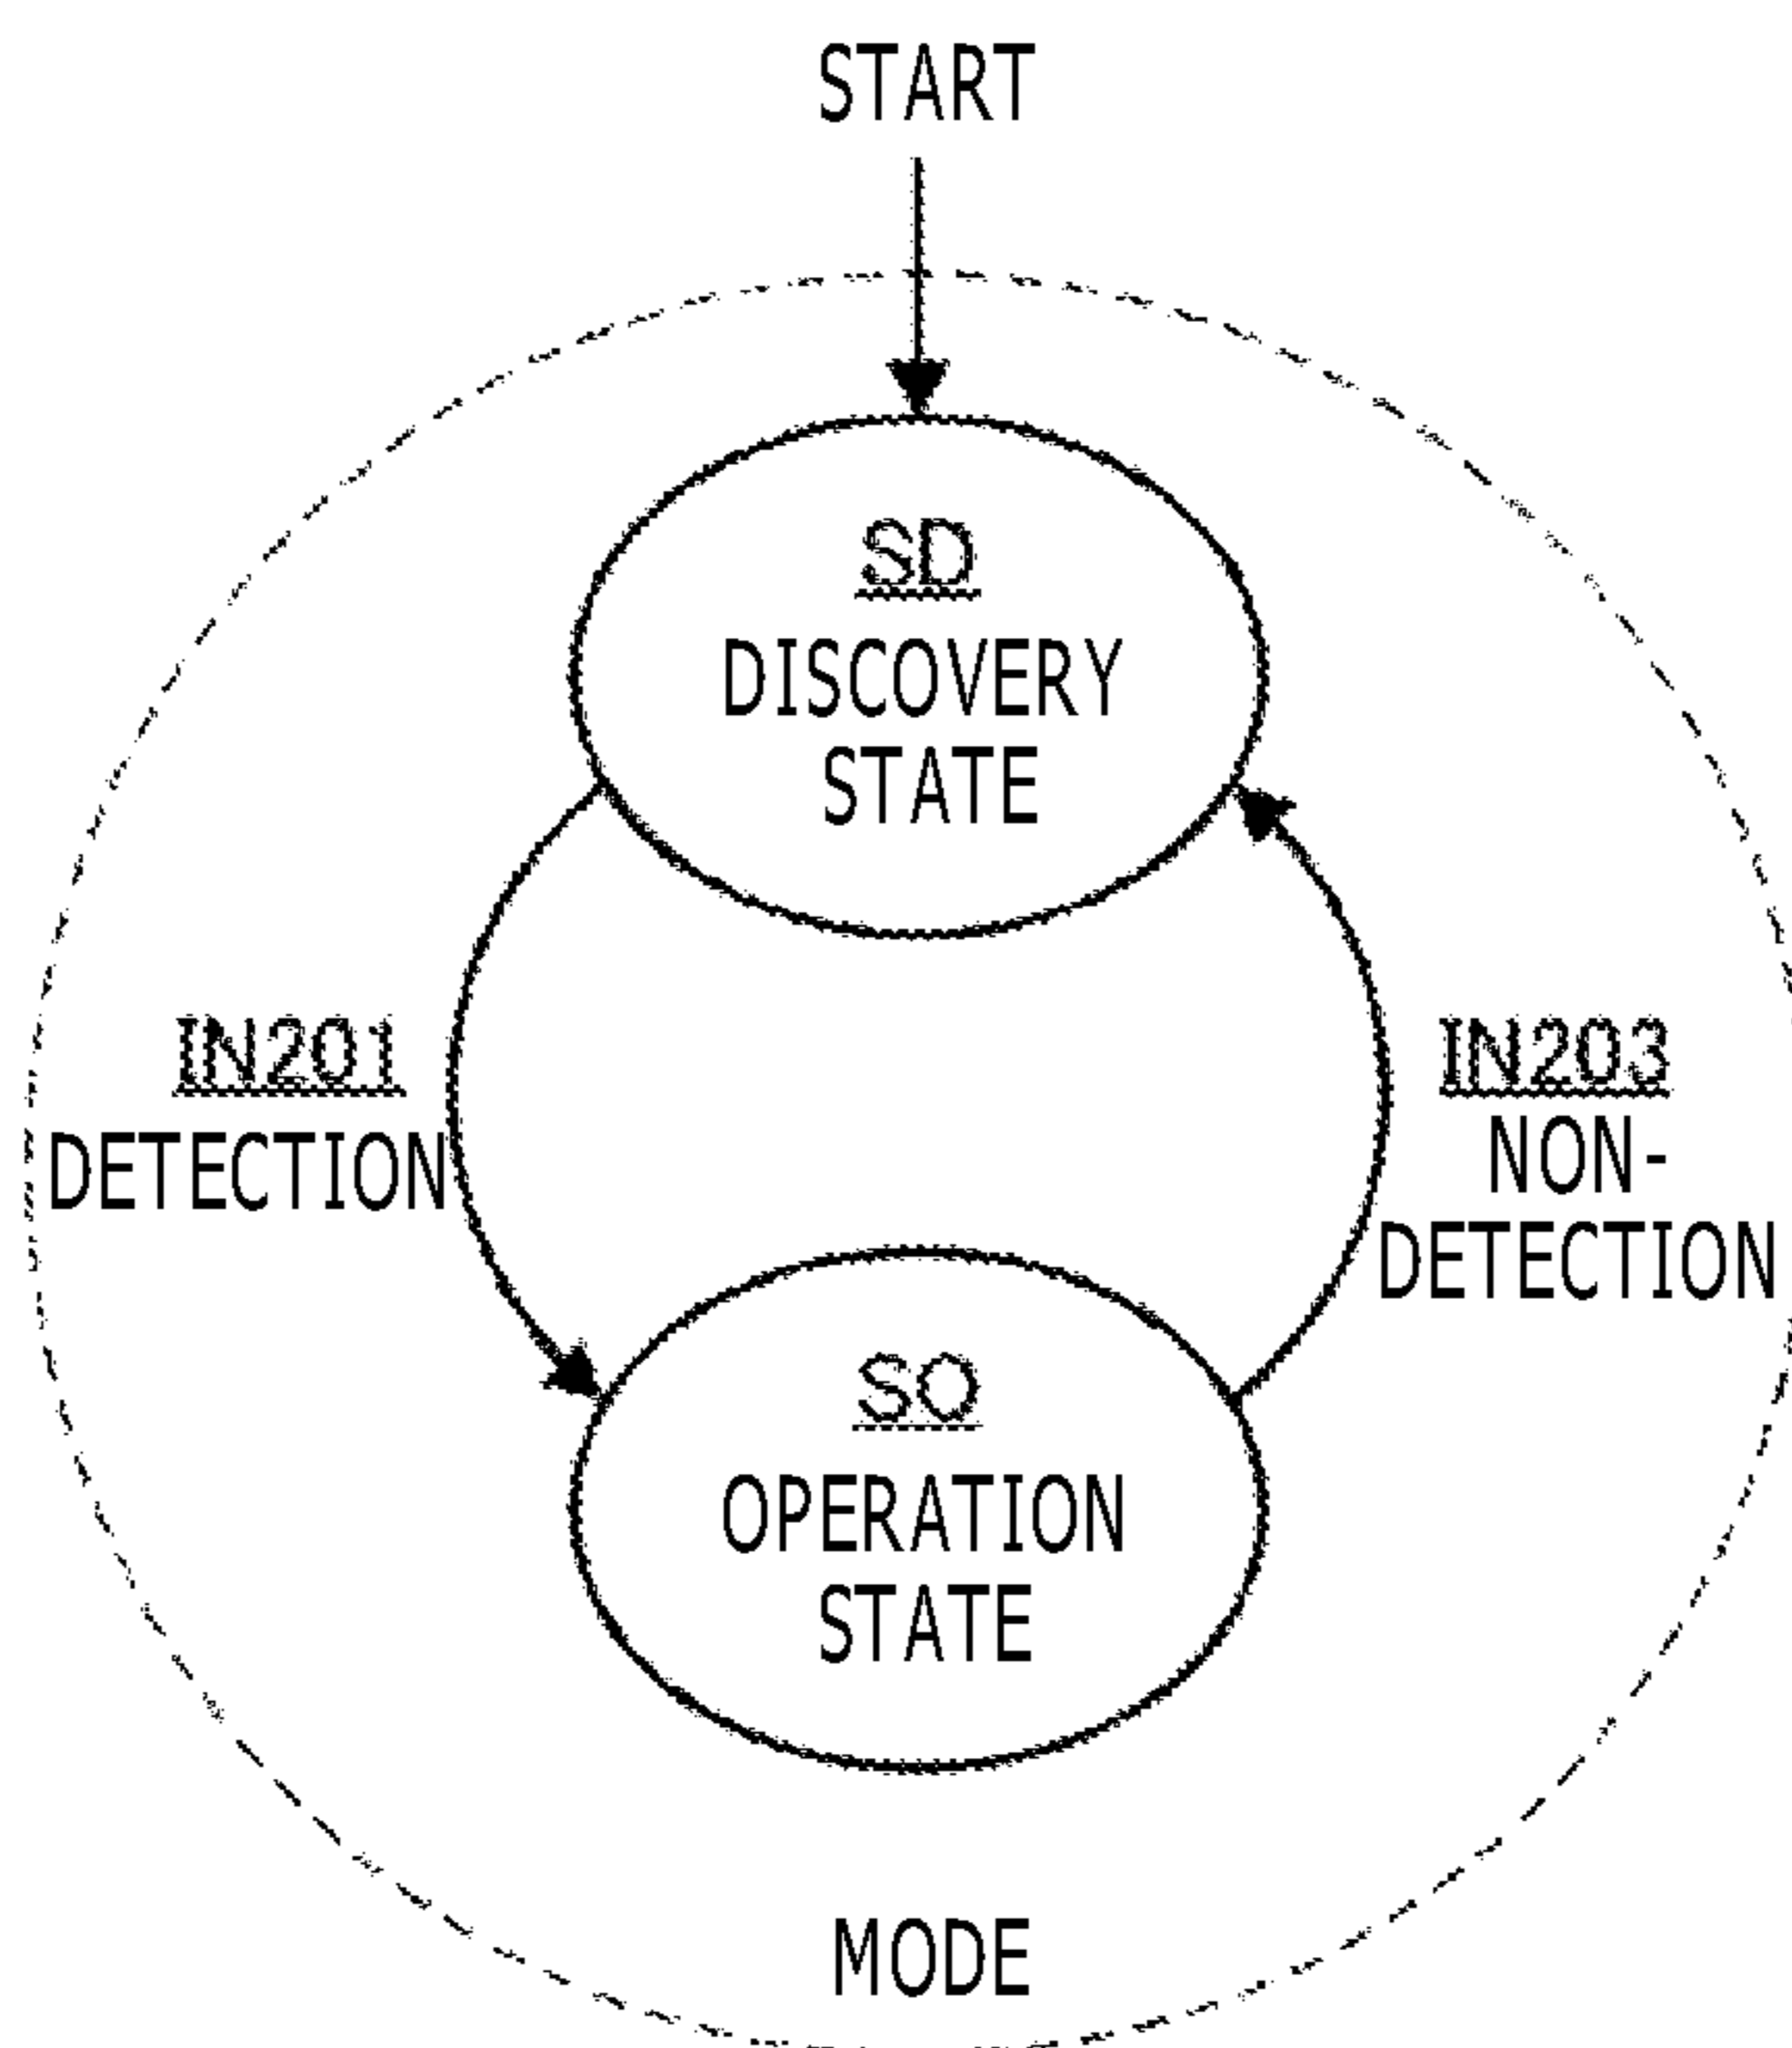 START
SD
DISCOVERY
STATE
IN201
DETECTION
IN203
NON-
DETECTION
SO
OPERATION
STATE
MODE